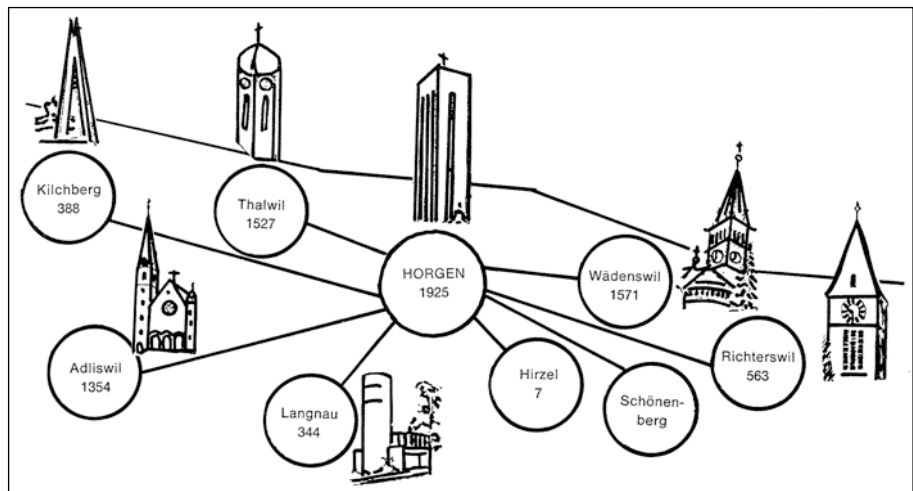 Kilchberg
388
Thalwil
1527
HORGEN
1925
Wädenswil
1571
Adliswil
1354
Langnau
344
Hirzel
7
Schönen-
berg
Richterswil
563